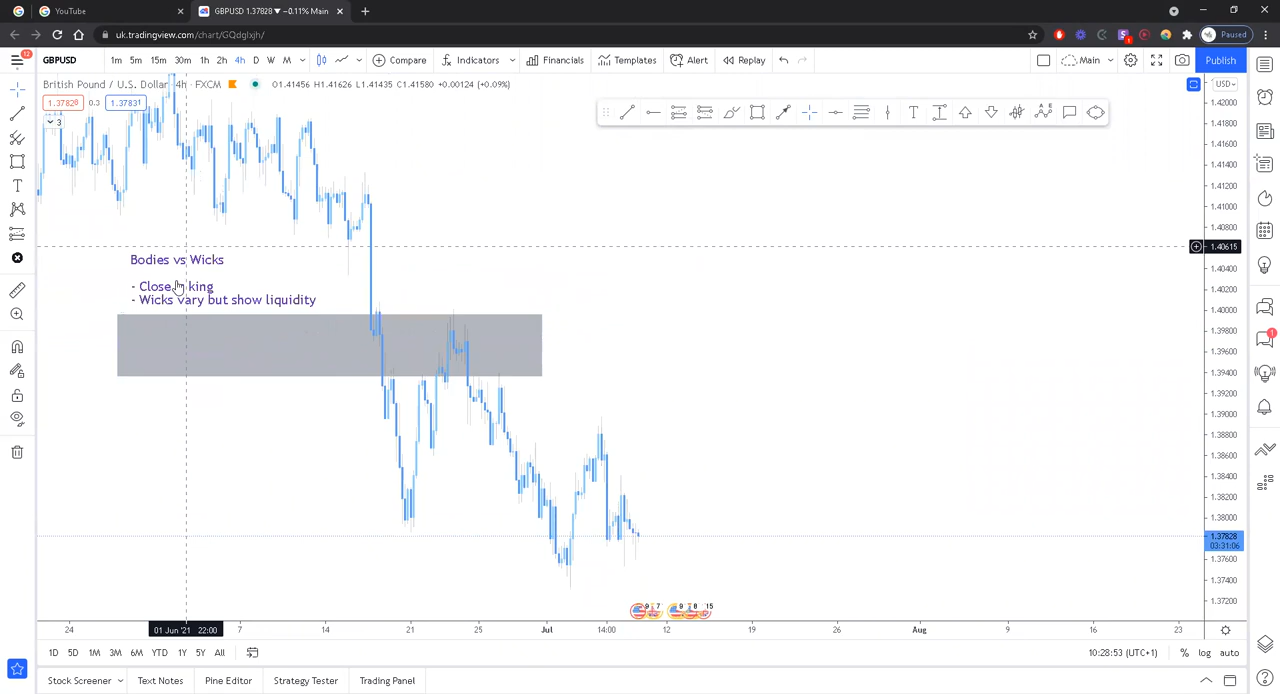 YouTube
GBPUSD 1.37828 ▼ −0.11% Main
uk.tradingview.com/chart/GQdglxjh/
Paused
12
GBPUSD
1m 5m 15m 30m 1h 2h 4h D W M
Compare
Indicators
Financials
Templates
Alert
Replay
Main
Publish
British Pound / U.S. Dollar 4h FXCM
O1.41456 H1.41626 L1.41435 C1.41580 +0.00124 (+0.09%)
1.37828 0.3 1.37831
3
USD
1.42000
1.41800
1.41600
1.41400
1.41200
1.41000
1.40800
1.40615
1.40400
1.40200
1.40000
1.39800
1.39600
1.39400
1.39200
1.39000
1.38800
1.38600
1.38400
1.38200
1.38000
1.37828
03:31:06
1.37600
1.37400
1.37200
Bodies vs Wicks
- Close king
- Wicks vary but show liquidity
9 7 9 8 15
24 01 Jun '21 22:00 7 14 21 25 Jul 14:00 12 19 26 Aug 9 16 23
1D 5D 1M 3M 6M YTD 1Y 5Y All
10:28:53 (UTC+1) % log auto
Stock Screener Text Notes Pine Editor Strategy Tester Trading Panel